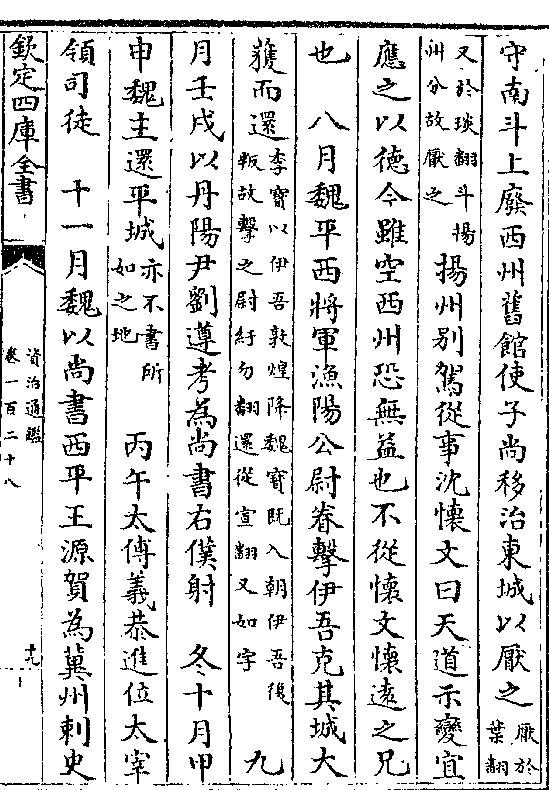 守南斗上廢西州舊館使子尚移治東城以厭之厭於葉翻
又於琰翻斗揚州分故厭之揚州別駕從事沈懷文曰天道示變宜
應之以德今雖空西州恐無益也不從懷文懷遠之兄
也　八月魏平西將軍漁陽公尉眷擊伊吾克其城大
獲而還李寶以伊吾敦煌降魏寶既入朝伊吾復叛故擊之尉紆勿翻還從宣翻又如字　九
月壬戌以丹陽尹劉遵考為尚書右僕射　冬十月甲
申魏主還平城亦不書所如之地　丙午太傅義恭進位太宰
領司徒　十一月魏以尚書西平王源賀為冀州刺史
欽定四庫全書
資治通鑑
卷一百二十八
十九